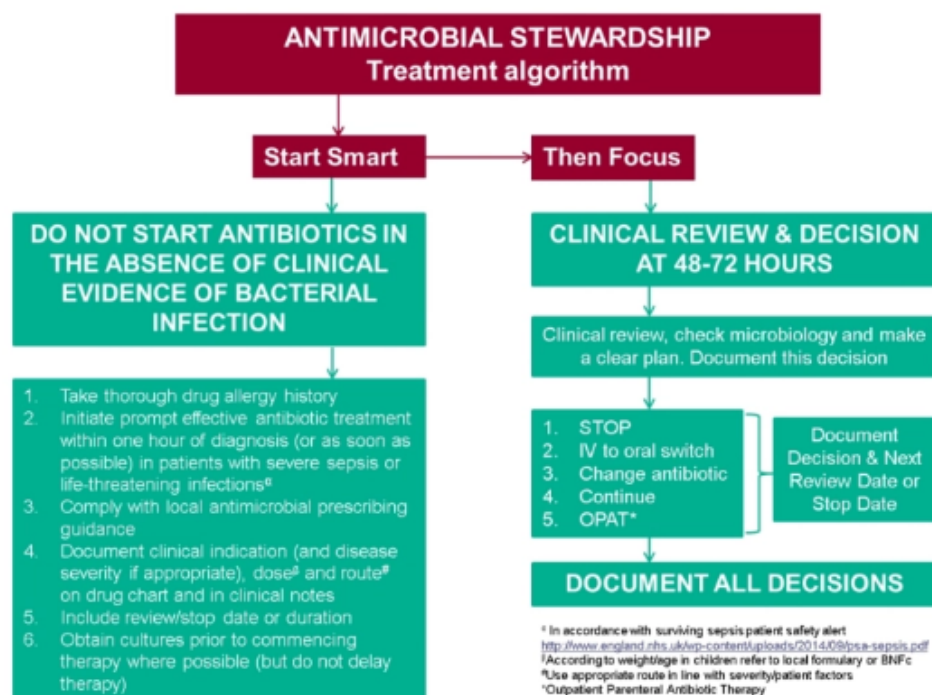 ANTIMICROBIAL STEWARDSHIP
Treatment algorithm
Start Smart
DO NOT START ANTIBIOTICS IN
THE ABSENCE OF CLINICAL
EVIDENCE OF BACTERIAL
INFECTION
1. Take thorough drug allergy history
2. Initiate prompt effective antibiotic treatment
within one hour of diagnosis (or as soon as
possible) in patients with severe sepsis or
life-threatening infectionsα
3. Comply with local antimicrobial prescribing
guidance
4. Document clinical indication (and disease
severity if appropriate), doseβ and route#
on drug chart and in clinical notes
5. Include review/stop date or duration
6. Obtain cultures prior to commencing
therapy where possible (but do not delay
therapy)
Then Focus
CLINICAL REVIEW & DECISION
AT 48-72 HOURS
Clinical review, check microbiology and make
a clear plan. Document this decision
1. STOP
2. IV to oral switch
3. Change antibiotic
4. Continue
5. OPAT*
Document
Decision & Next
Review Date or
Stop Date
DOCUMENT ALL DECISIONS
α In accordance with surviving sepsis patient safety alert
http://www.england.nhs.uk/wp-content/uploads/2014/09/psa-sepsis.pdf
βAccording to weight/age in children refer to local formulary or BNFc
#Use appropriate route in line with severity/patient factors
*Outpatient Parenteral Antibiotic Therapy